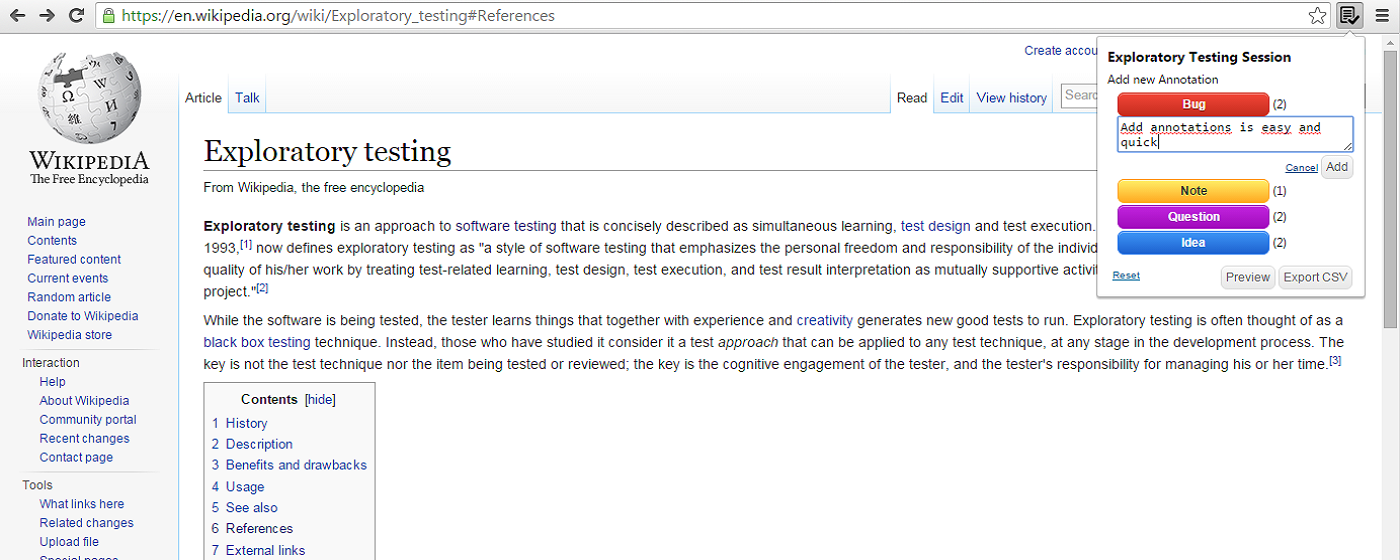 https://en.wikipedia.org/wiki/Exploratory_testing#References
WIKIPEDIA
The Free Encyclopedia
Main page
Contents
Featured content
Current events
Random article
Donate to Wikipedia
Wikipedia store
Interaction
Help
About Wikipedia
Community portal
Recent changes
Contact page
Tools
What links here
Related changes
Upload file
Special pages
Create accou
Article Talk
Read Edit View history Searc
Exploratory testing
From Wikipedia, the free encyclopedia
Exploratory testing is an approach to software testing that is concisely described as simultaneous learning, test design and test execution.
1993,[1] now defines exploratory testing as "a style of software testing that emphasizes the personal freedom and responsibility of the individ
quality of his/her work by treating test-related learning, test design, test execution, and test result interpretation as mutually supportive activit
project."[2]
While the software is being tested, the tester learns things that together with experience and creativity generates new good tests to run. Exploratory testing is often thought of as a
black box testing technique. Instead, those who have studied it consider it a test approach that can be applied to any test technique, at any stage in the development process. The
key is not the test technique nor the item being tested or reviewed; the key is the cognitive engagement of the tester, and the tester's responsibility for managing his or her time.[3]
Contents [hide]
1 History
2 Description
3 Benefits and drawbacks
4 Usage
5 See also
6 References
7 External links
Exploratory Testing Session
Add new Annotation
Bug (2)
Add annotations is easy and
quick
Cancel Add
Note (1)
Question (2)
Idea (2)
Reset Preview Export CSV